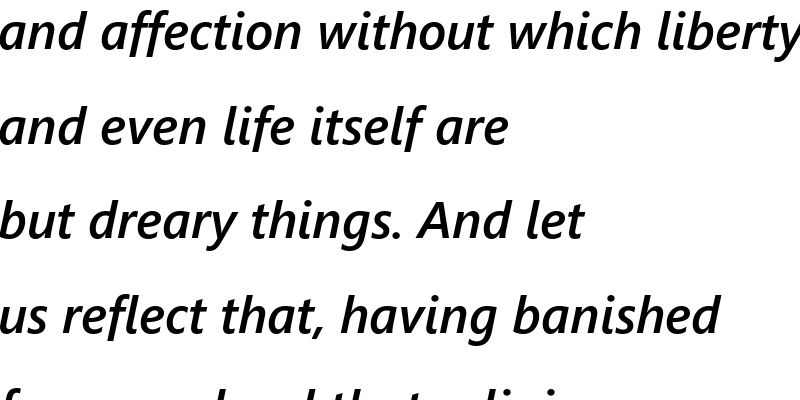 and affection without which liberty
and even life itself are
but dreary things. And let
us reflect that, having banished